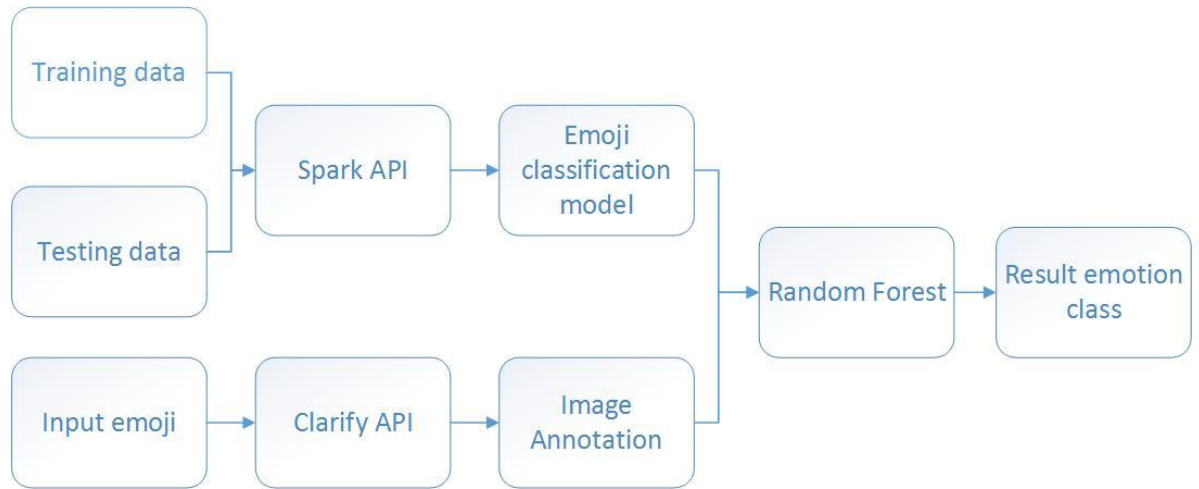 Training data
Testing data
Spark API
Emoji
classification
model
Input emoji
Clarify API
Image
Annotation
Random Forest
Result emotion
class